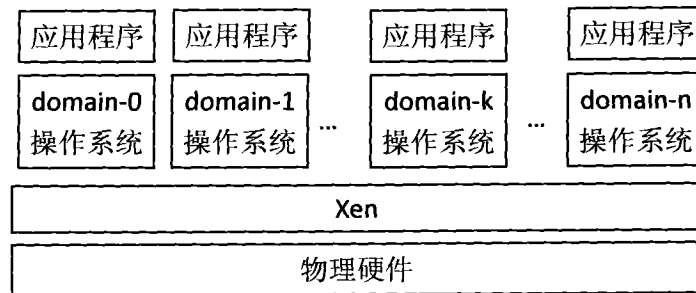 应用程序 应用程序 应用程序 应用程序
domain-0 domain-1 domain-k domain-n
操作系统 操作系统 ... 操作系统 ... 操作系统
Xen
物理硬件